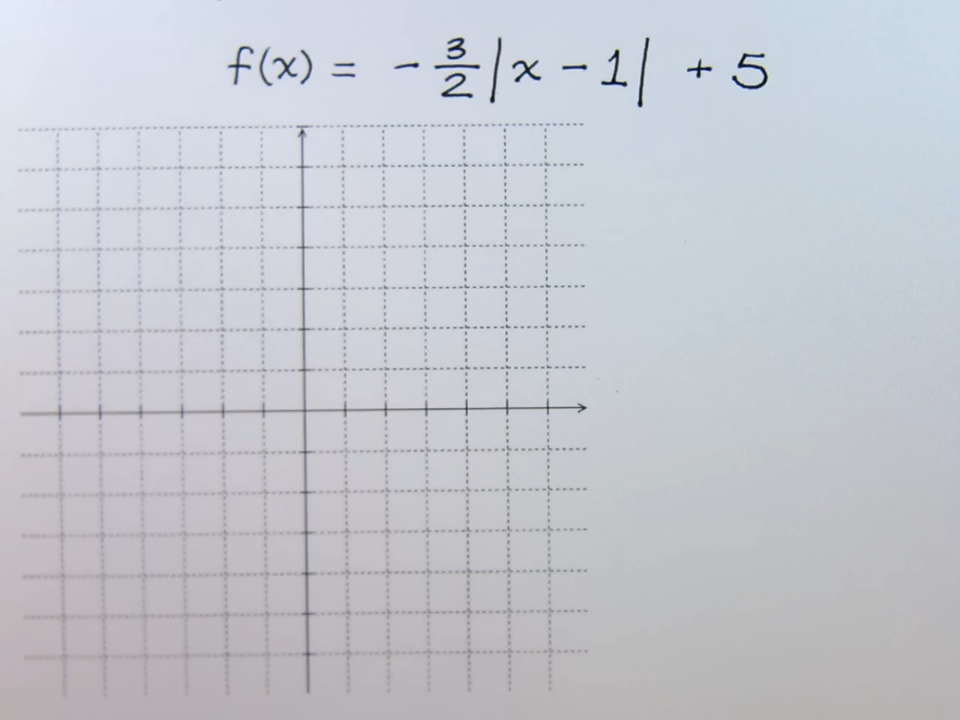 f(x) = -3/2|x - 1| + 5